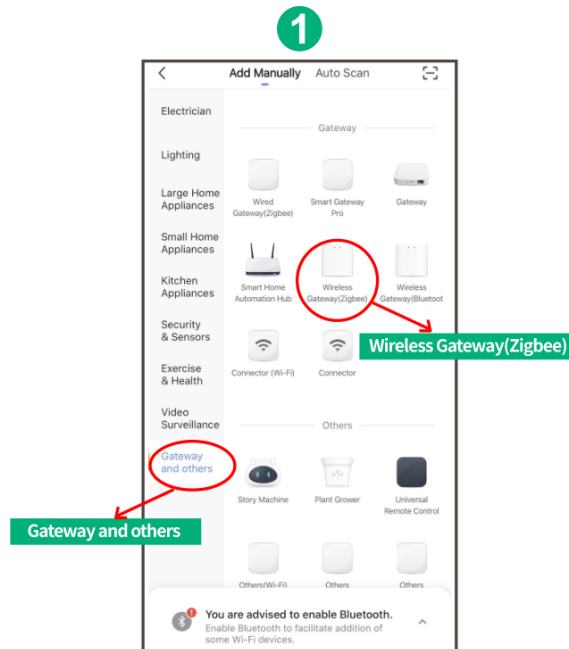 1
Add Manually
Auto Scan
Electrician
Lighting
Large Home
Appliances
Small Home
Appliances
Kitchen
Appliances
Security
& Sensors
Exercise
& Health
Video
Surveillance
Gateway
and others
Gateway
Wired
Gateway(Zigbee)
Smart Gateway
Pro
Gateway
Smart Home
Automation Hub
Wireless
Gateway(Zigbee)
Wireless
Gateway(Bluetoot
Connector (Wi-Fi)
Connector
Others
Story Machine
Plant Grower
Universal
Remote Control
Others(Wi-Fi)
Others
Others
Wireless Gateway(Zigbee)
Gateway and others
You are advised to enable Bluetooth.
Enable Bluetooth to facilitate addition of
some Wi-Fi devices.